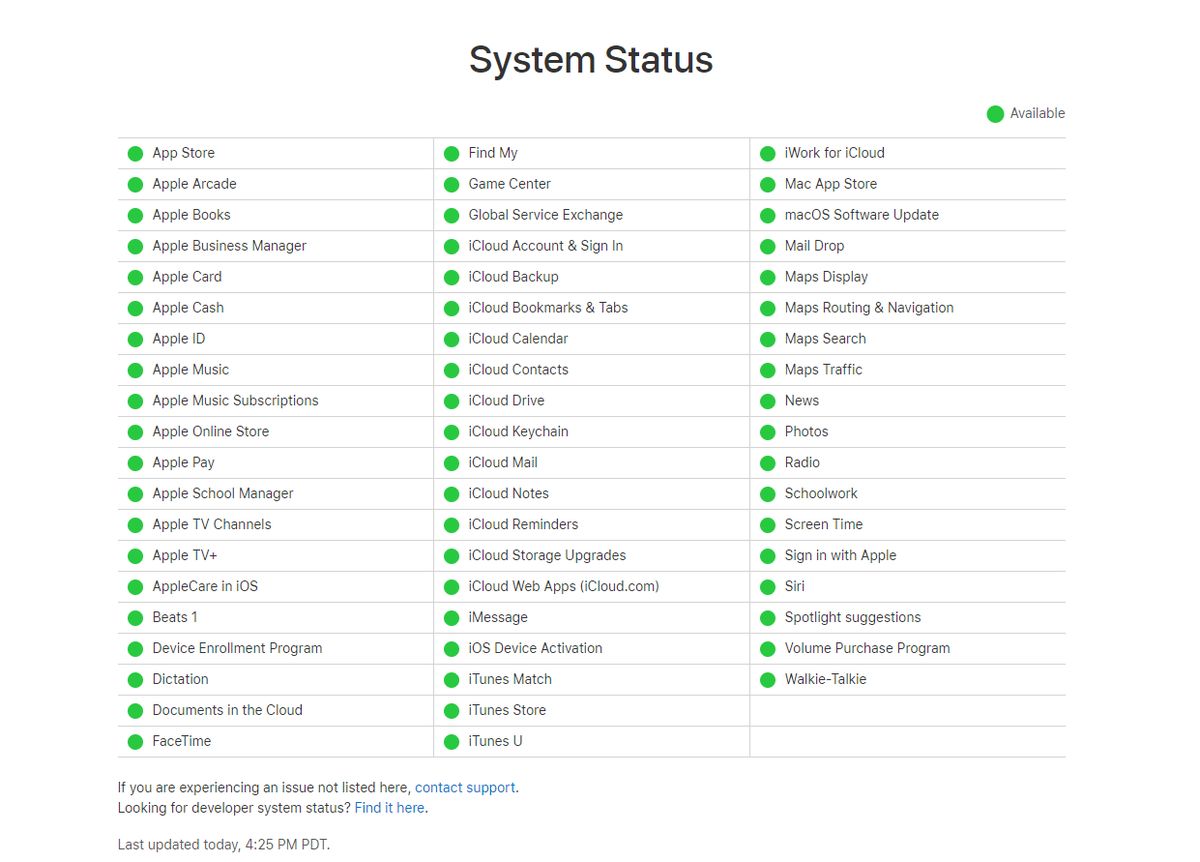 System Status
Available
App Store
Apple Arcade
Apple Books
Apple Business Manager
Apple Card
Apple Cash
Apple ID
Apple Music
Apple Music Subscriptions
Apple Online Store
Apple Pay
Apple School Manager
Apple TV Channels
Apple TV+
AppleCare in iOS
Beats 1
Device Enrollment Program
Dictation
Documents in the Cloud
FaceTime
Find My
Game Center
Global Service Exchange
iCloud Account & Sign In
iCloud Backup
iCloud Bookmarks & Tabs
iCloud Calendar
iCloud Contacts
iCloud Drive
iCloud Keychain
iCloud Mail
iCloud Notes
iCloud Reminders
iCloud Storage Upgrades
iCloud Web Apps (iCloud.com)
iMessage
iOS Device Activation
iTunes Match
iTunes Store
iTunes U
iWork for iCloud
Mac App Store
macOS Software Update
Mail Drop
Maps Display
Maps Routing & Navigation
Maps Search
Maps Traffic
News
Photos
Radio
Schoolwork
Screen Time
Sign in with Apple
Siri
Spotlight suggestions
Volume Purchase Program
Walkie-Talkie
If you are experiencing an issue not listed here, contact support.
Looking for developer system status? Find it here.
Last updated today, 4:25 PM PDT.